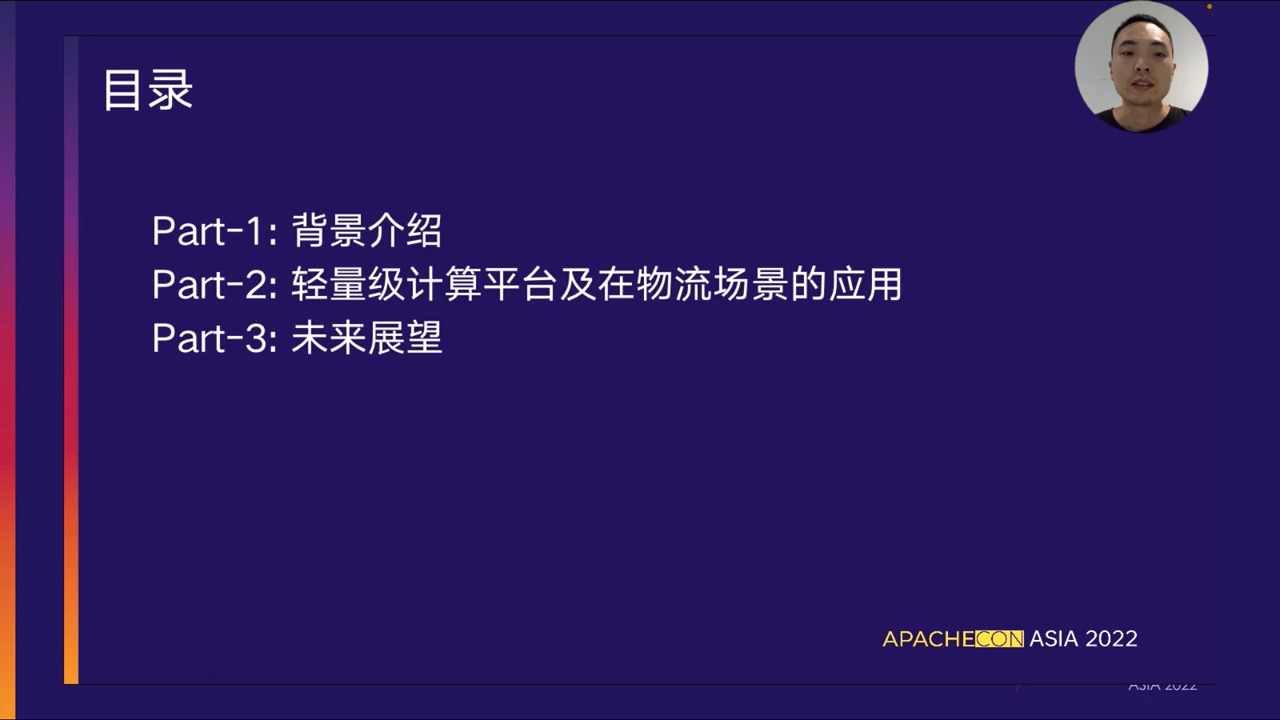 目录
Part-1: 背景介绍
Part-2: 轻量级计算平台及在物流场景的应用
Part-3: 未来展望
APACHECON ASIA 2022
ASIA 2022